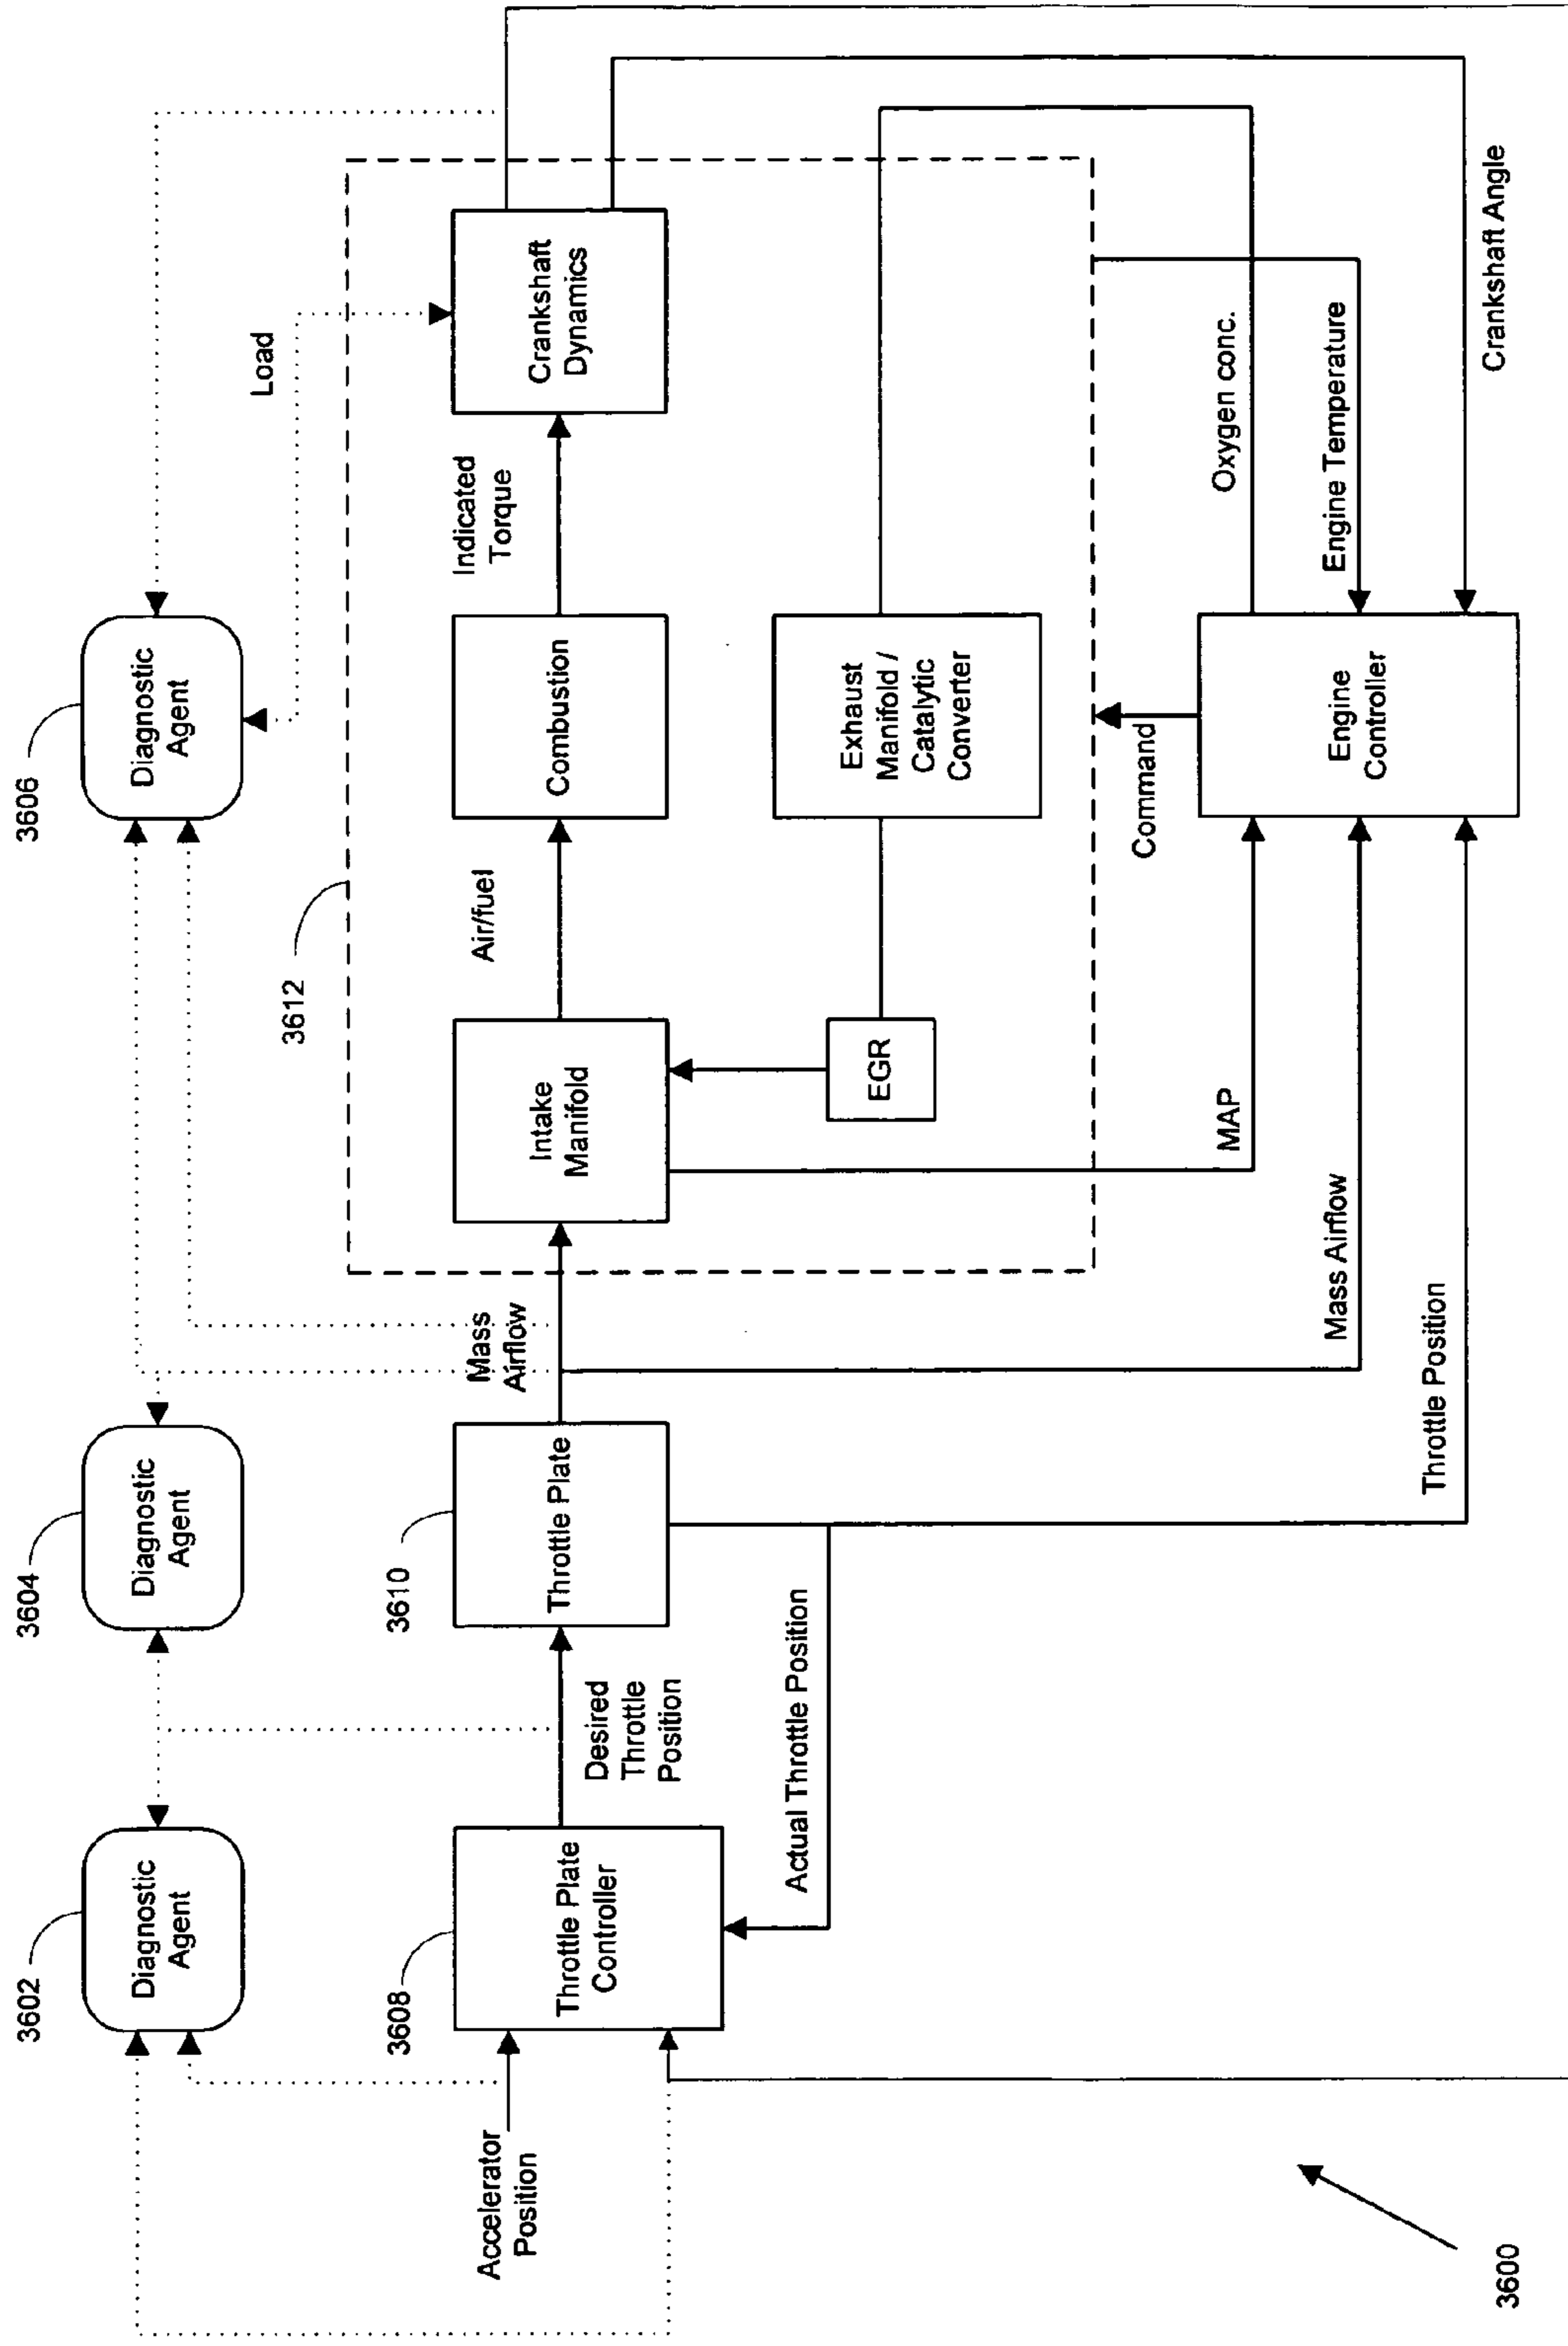 3602
3604
3606
Diagnostic
Agent
Diagnostic
Agent
Diagnostic
Agent
Load
3612
3608
3610
Accelerator
Position
Throttle Plate
Controller
Desired
Throttle
Position
Throttle Plate
Mass
Airflow
Intake
Manifold
Air/fuel
Combustion
Indicated
Torque
Crankshaft
Dynamics
Actual Throttle Position
EGR
Exhaust
Manifold /
Catalytic
Converter
Command
MAP
Mass Airflow
Throttle Position
Engine
Controller
Oxygen conc.
Engine Temperature
Crankshaft Angle
3600